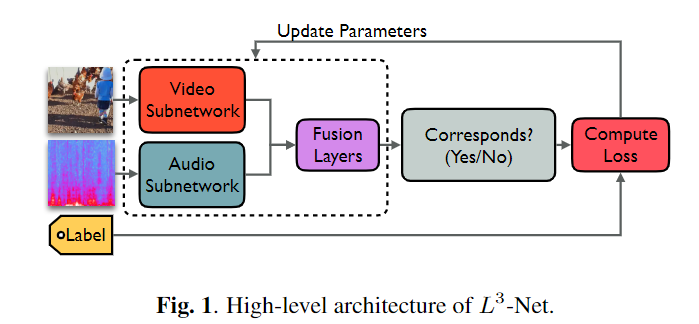 Update Parameters
Video
Subnetwork
Audio
Subnetwork
Fusion
Layers
Corresponds?
(Yes/No)
Compute
Loss
Label
Fig. 1. High-level architecture of L³-Net.